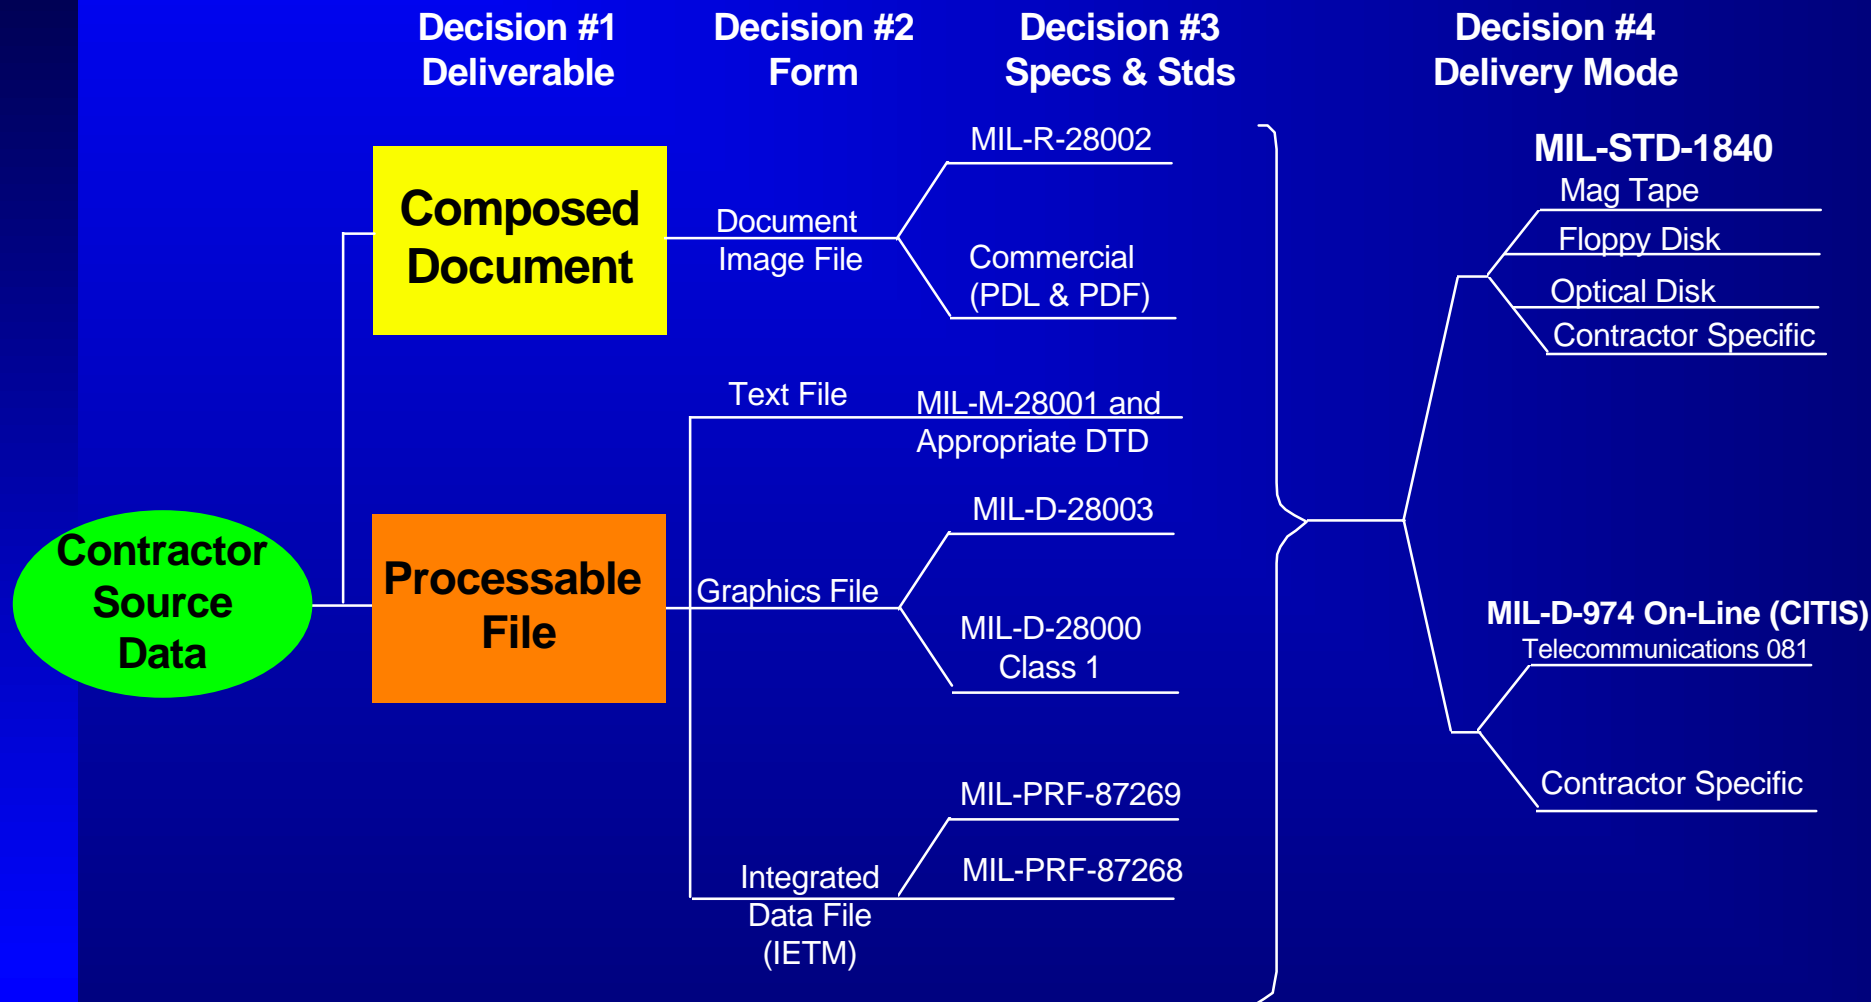 Decision #1
Deliverable
Decision #2
Form
Decision #3
Specs & Stds
Decision #4
Delivery Mode
Contractor
Source
Data
Composed
Document
Document
Image File
MIL-R-28002
Commercial
(PDL & PDF)
Processable
File
Text File
MIL-M-28001 and
Appropriate DTD
Graphics File
MIL-D-28003
MIL-D-28000
Class 1
Integrated
Data File
(IETM)
MIL-PRF-87269
MIL-PRF-87268
MIL-STD-1840
Mag Tape
Floppy Disk
Optical Disk
Contractor Specific
MIL-D-974 On-Line (CITIS)
Telecommunications 081
Contractor Specific